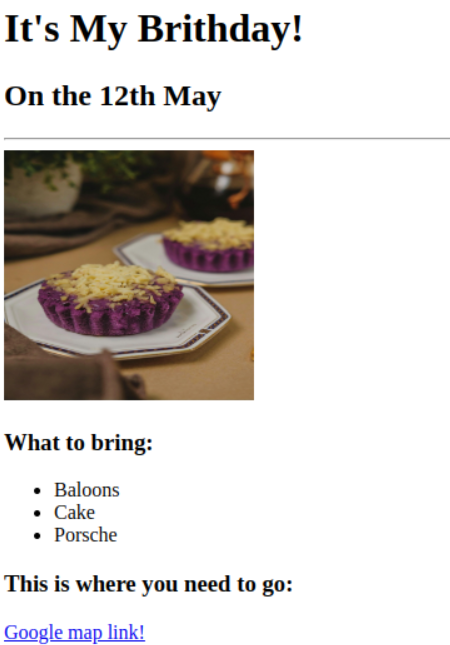 It's My Brithday!
On the 12th May
What to bring:
Baloons
Cake
Porsche
This is where you need to go:
Google map link!